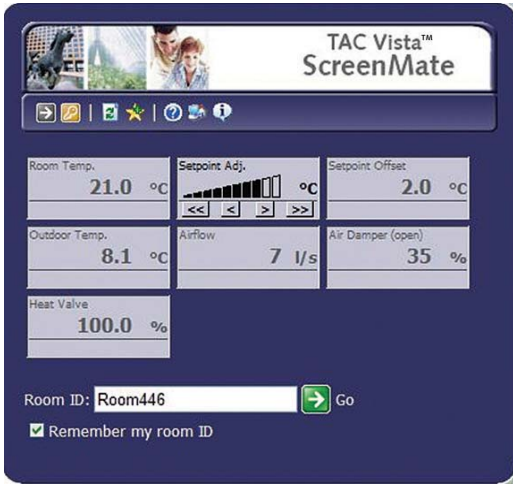 TAC Vista™
ScreenMate
Room Temp.
21.0 °C
Setpoint Adj.
°C
<< < > >>
Setpoint Offset
2.0 °C
Outdoor Temp.
8.1 °C
Airflow
7 l/s
Air Damper (open)
35 %
Heat Valve
100.0 %
Room ID: Room446 Go
Remember my room ID